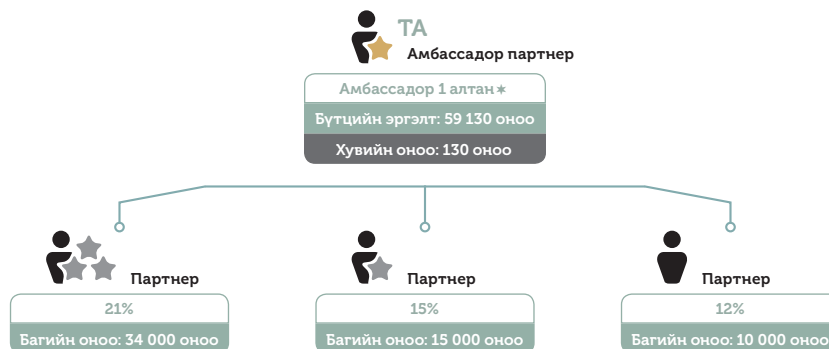 ТА
Амбассадор партнер
Амбассадор 1 алтан ✶
Бүтцийн эргэлт: 59 130 оноо
Хувийн оноо: 130 оноо
Партнер
Партнер
Партнер
21%
15%
12%
Багийн оноо: 34 000 оноо
Багийн оноо: 15 000 оноо
Багийн оноо: 10 000 оноо